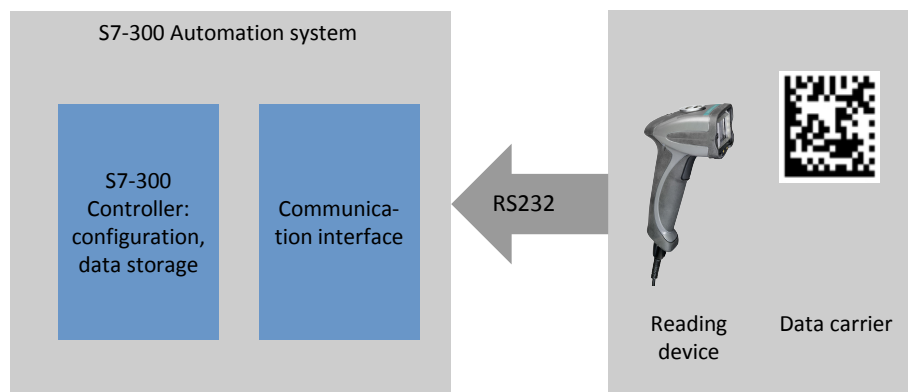 S7-300 Automation system
S7-300
Controller:
configuration,
data storage
Communica-
tion interface
RS232
Reading
device
Data carrier